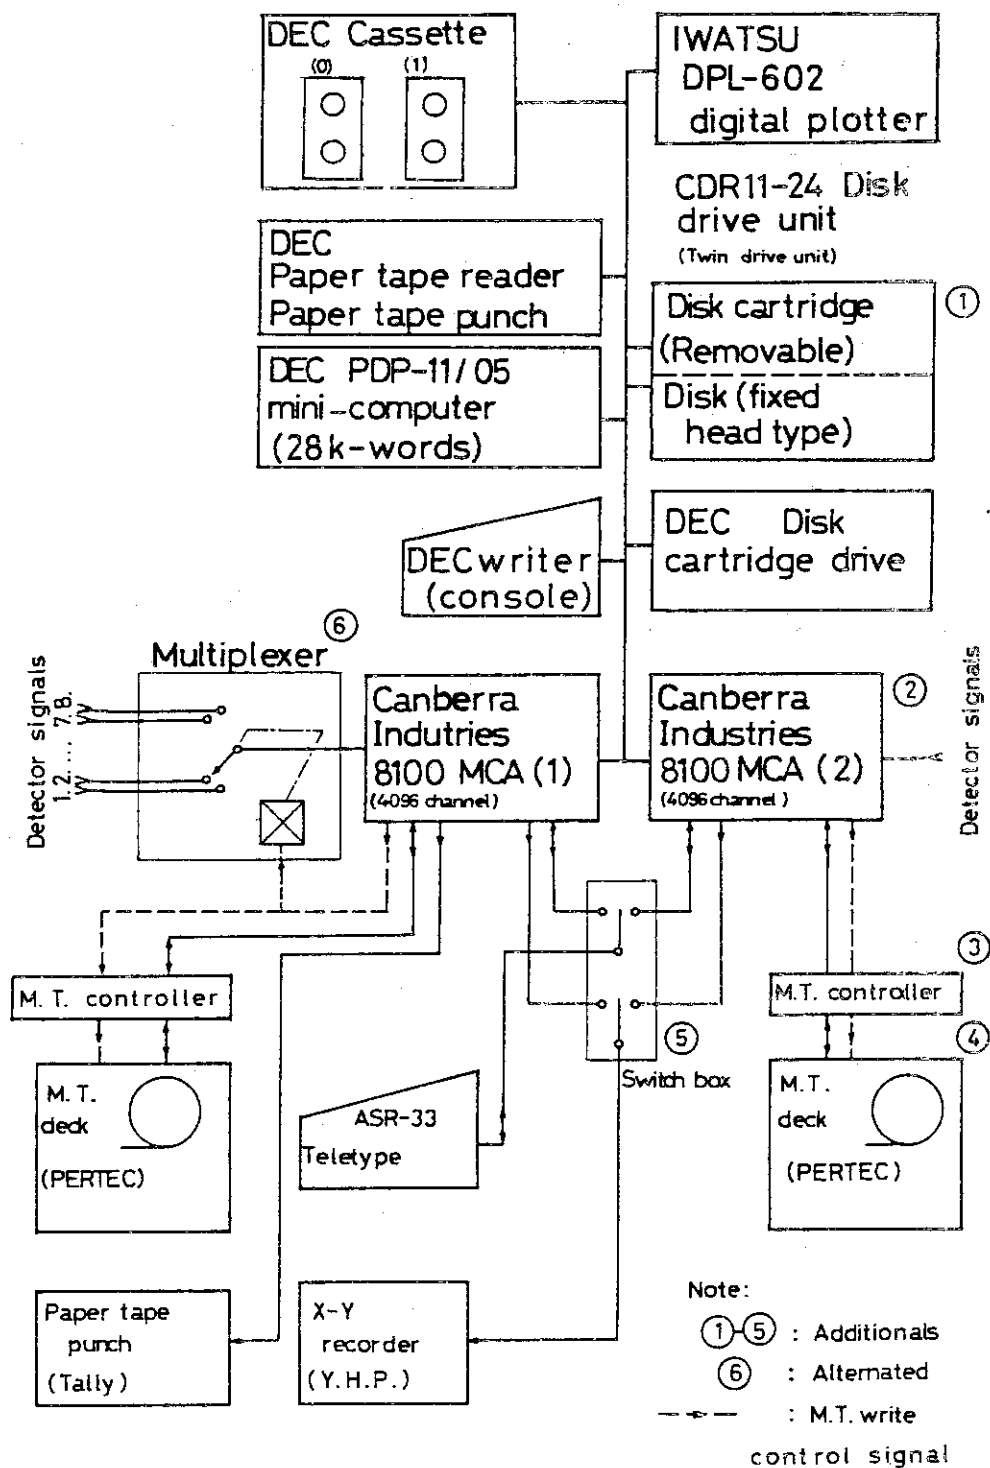 DEC Cassette
(0)
(1)
IWATSU
DPL-602
digital plotter
CDR11-24 Disk
drive unit
(Twin drive unit)
DEC
Paper tape reader
Paper tape punch
Disk cartridge
(Removable)
①
Disk (fixed
head type)
DEC PDP-11/05
mini-computer
(28k-words)
DECwriter
(console)
DEC Disk
cartridge drive
⑥
Multiplexer
Detector signals
1.2.... 7.8.
Canberra
Indutries
8100 MCA (1)
(4096 channel)
Canberra
Industries
8100 MCA (2)
(4096 channel)
②
Detector signals
M.T. controller
M.T. controller
③
M.T.
deck
(PERTEC)
⑤
Switch box
ASR-33
Teletype
④
M.T.
deck
(PERTEC)
Paper tape
punch
(Tally)
X-Y
recorder
(Y.H.P.)
Note:
①-⑤ : Additionals
⑥ : Alternated
: M.T. write
control signal